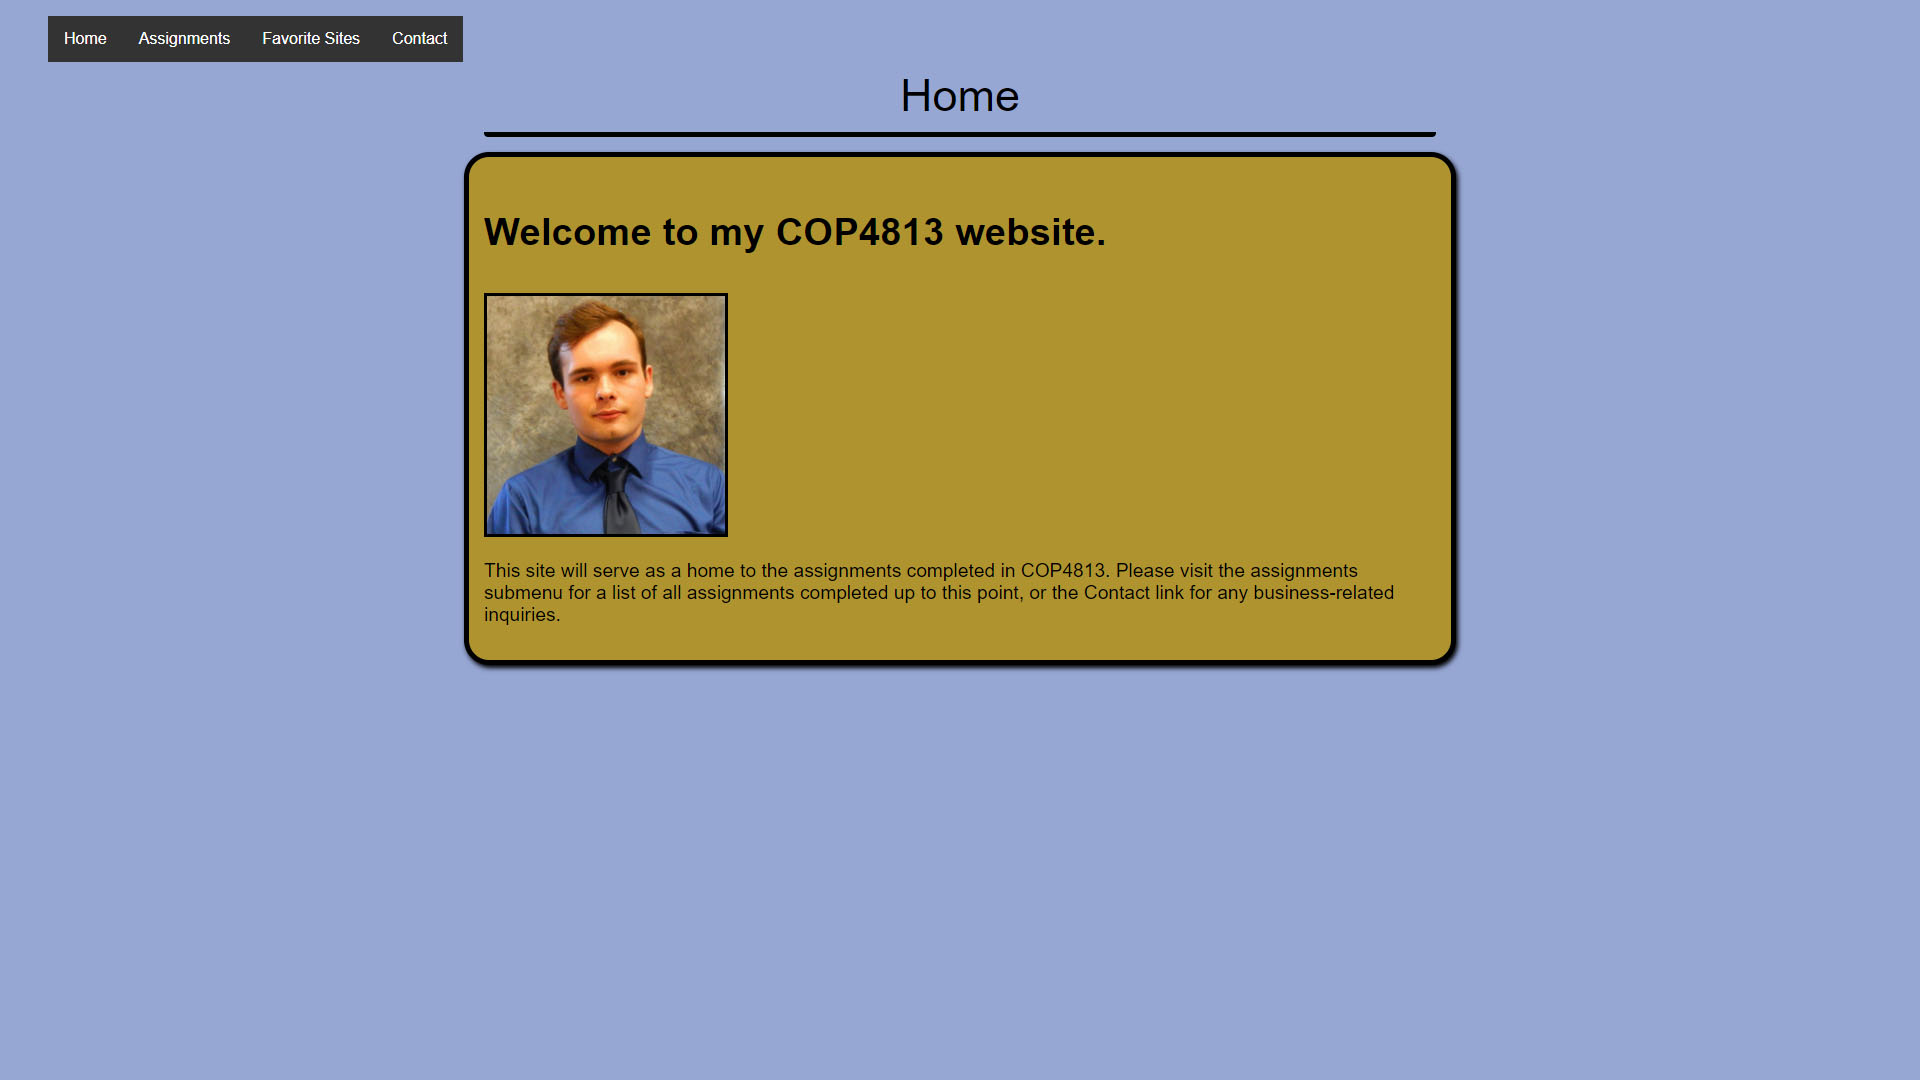 Home Assignments Favorite Sites Contact
Home
Welcome to my COP4813 website.
This site will serve as a home to the assignments completed in COP4813. Please visit the assignments
submenu for a list of all assignments completed up to this point, or the Contact link for any business-related
inquiries.